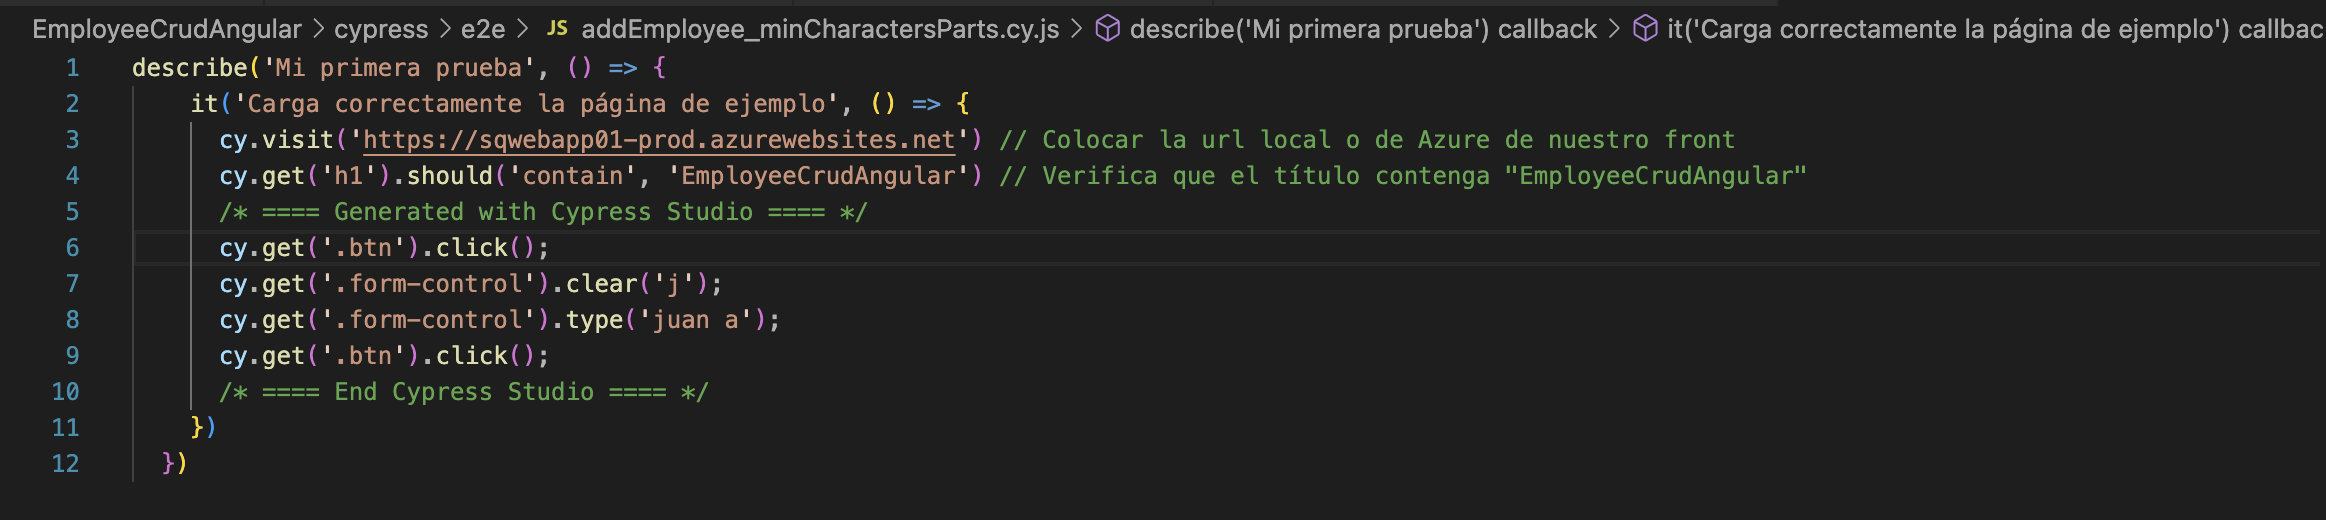 EmployeeCrudAngular > cypress > e2e > JS addEmployee_minCharactersParts.cy.js > describe('Mi primera prueba') callback > it('Carga correctamente la página de ejemplo') callbac
1 describe('Mi primera prueba', () => {
2 it('Carga correctamente la página de ejemplo', () => {
3 cy.visit('https://sqwebapp01-prod.azurewebsites.net') // Colocar la url local o de Azure de nuestro front
4 cy.get('h1').should('contain', 'EmployeeCrudAngular') // Verifica que el título contenga "EmployeeCrudAngular"
5 /* ==== Generated with Cypress Studio ==== */
6 cy.get('.btn').click();
7 cy.get('.form-control').clear('j');
8 cy.get('.form-control').type('juan a');
9 cy.get('.btn').click();
10 /* ==== End Cypress Studio ==== */
11 })
12 })